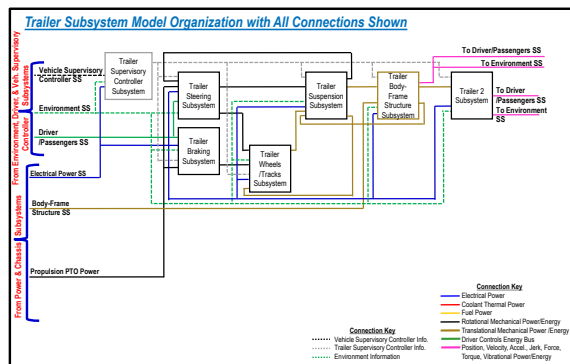 Trailer Subsystem Model Organization with All Connections Shown
From Environment, Driver, & Veh. Supervisory
Controller
Subsystems
From Power & Chassis
Subsystems
Vehicle Supervisory
Controller SS
Environment SS
Driver
/Passengers SS
Electrical Power SS
Body-Frame
Structure SS
Propulsion PTO Power
Trailer
Supervisory
Controller
Subsystem
Trailer
Steering
Subsystem
Trailer
Braking
Subsystem
Trailer
Wheels
/Tracks
Subsystem
Trailer
Suspension
Subsystem
Trailer
Body-
Frame
Structure
Subsystem
Trailer 2
Subsystem
To Driver/Passengers SS
To Environment SS
To Driver
/Passengers SS
To Environment
SS
Connection Key
Vehicle Supervisory Controller Info.
Trailer Supervisory Controller Info.
Environment Information
Connection Key
Electrical Power
Coolant Thermal Power
Fuel Power
Rotational Mechanical Power/Energy
Translational Mechanical Power /Energy
Driver Controls Energy Bus
Position, Velocity, Accel., Jerk, Force,
Torque, Vibrational Power/Energy